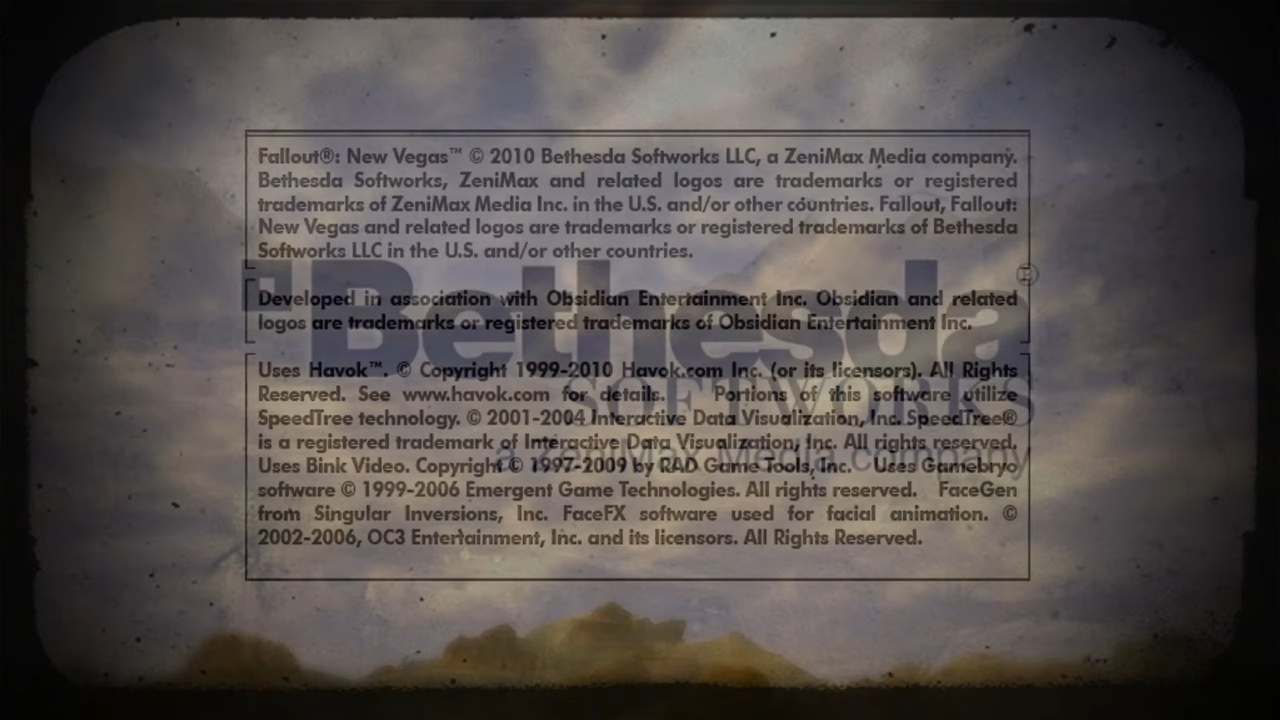 Fallout®: New Vegas™ © 2010 Bethesda Softworks LLC, a ZeniMax Media company.
Bethesda Softworks, ZeniMax and related logos are trademarks or registered
trademarks of ZeniMax Media Inc. in the U.S. and/or other countries. Fallout, Fallout:
New Vegas and related logos are trademarks or registered trademarks of Bethesda
Softworks LLC in the U.S. and/or other countries.
Bethesda®
SOFTWORKS
a ZeniMax Media company
Developed in association with Obsidian Entertainment Inc. Obsidian and related
logos are trademarks or registered trademarks of Obsidian Entertainment Inc.
Uses Havok™. © Copyright 1999-2010 Havok.com Inc. (or its licensors). All Rights
Reserved. See www.havok.com for details. Portions of this software utilize
SpeedTree technology. © 2001-2004 Interactive Data Visualization, Inc. SpeedTree®
is a registered trademark of Interactive Data Visualization, Inc. All rights reserved.
Uses Bink Video. Copyright © 1997-2009 by RAD Game Tools, Inc. Uses Gamebryo
software © 1999-2006 Emergent Game Technologies. All rights reserved. FaceGen
from Singular Inversions, Inc. FaceFX software used for facial animation. ©
2002-2006, OC3 Entertainment, Inc. and its licensors. All Rights Reserved.